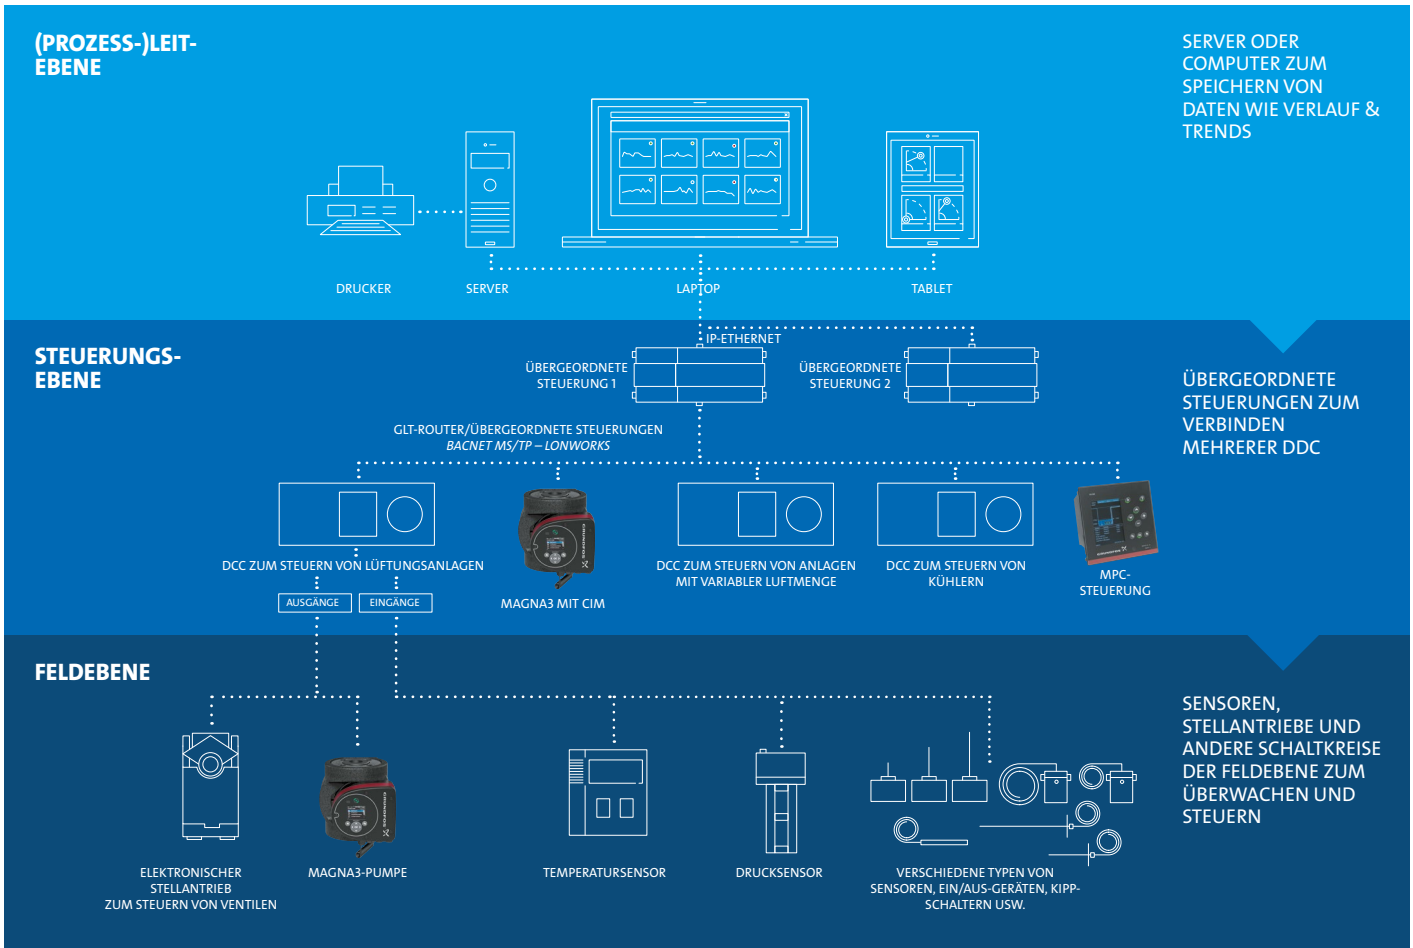 (PROZESS-)LEIT-
EBENE
SERVER ODER
COMPUTER ZUM
SPEICHERN VON
DATEN WIE VERLAUF &
TRENDS
DRUCKER
SERVER
LAPTOP
TABLET
STEUERUNGS-
EBENE
IP-ETHERNET
ÜBERGEORDNETE
STEUERUNG 1
ÜBERGEORDNETE
STEUERUNG 2
ÜBERGEORDNETE
STEUERUNGEN ZUM
VERBINDEN
MEHRERER DDC
GLT-ROUTER/ÜBERGEORDNETE STEUERUNGEN
BACNET MS/TP – LONWORKS
GRUNDFOS
GRUNDFOS
DCC ZUM STEUERN VON LÜFTUNGSANLAGEN
MAGNA3 MIT CIM
DCC ZUM STEUERN VON ANLAGEN
MIT VARIABLER LUFTMENGE
DCC ZUM STEUERN VON
KÜHLERN
MPC-
STEUERUNG
AUSGÄNGE
EINGÄNGE
FELDEBENE
SENSOREN,
STELLANTRIEBE UND
ANDERE SCHALTKREISE
DER FELDEBENE ZUM
ÜBERWACHEN UND
STEUERN
GRUNDFOS
ELEKTRONISCHER
STELLANTRIEB
ZUM STEUERN VON VENTILEN
MAGNA3-PUMPE
TEMPERATURSENSOR
DRUCKSENSOR
VERSCHIEDENE TYPEN VON
SENSOREN, EIN/AUS-GERÄTEN, KIPP-
SCHALTERN USW.